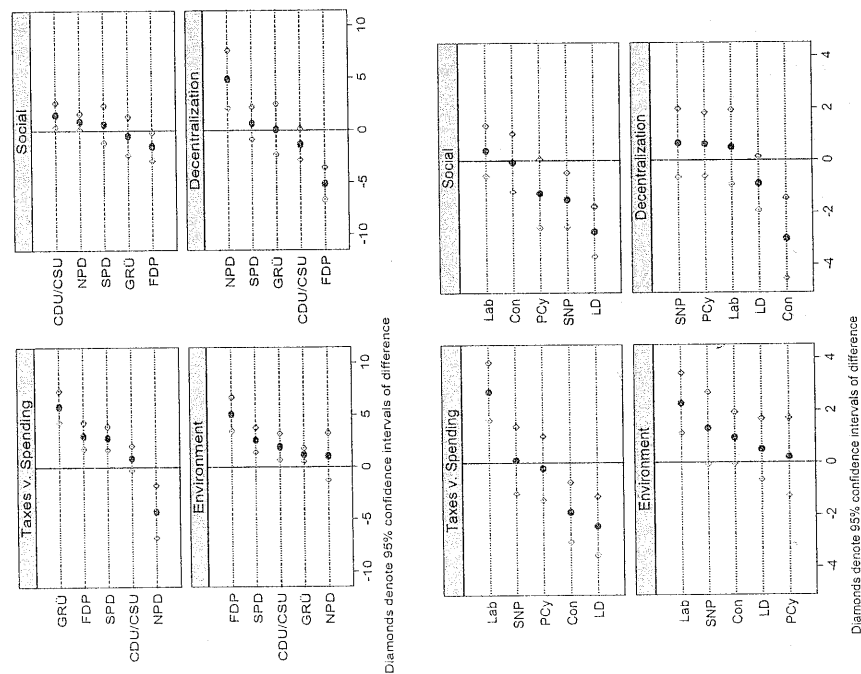 Taxes v. Spending
GRÜ
FDP
SPD
CDU/CSU
NPD
Social
CDU/CSU
NPD
SPD
GRÜ
FDP
Environment
FDP
SPD
CDU/CSU
GRÜ
NPD
-10 -5 0 5 10
Decentralization
NPD
SPD
GRÜ
CDU/CSU
FDP
-10 -5 0 5 10
Diamonds denote 95% confidence intervals of difference
Taxes v. Spending
Lab
SNP
PCy
Con
LD
Social
Lab
Con
PCy
SNP
LD
Environment
Lab
SNP
Con
LD
PCy
-4 -2 0 2 4
Decentralization
SNP
PCy
Lab
LD
Con
-4 -2 0 2 4
Diamonds denote 95% confidence intervals of difference